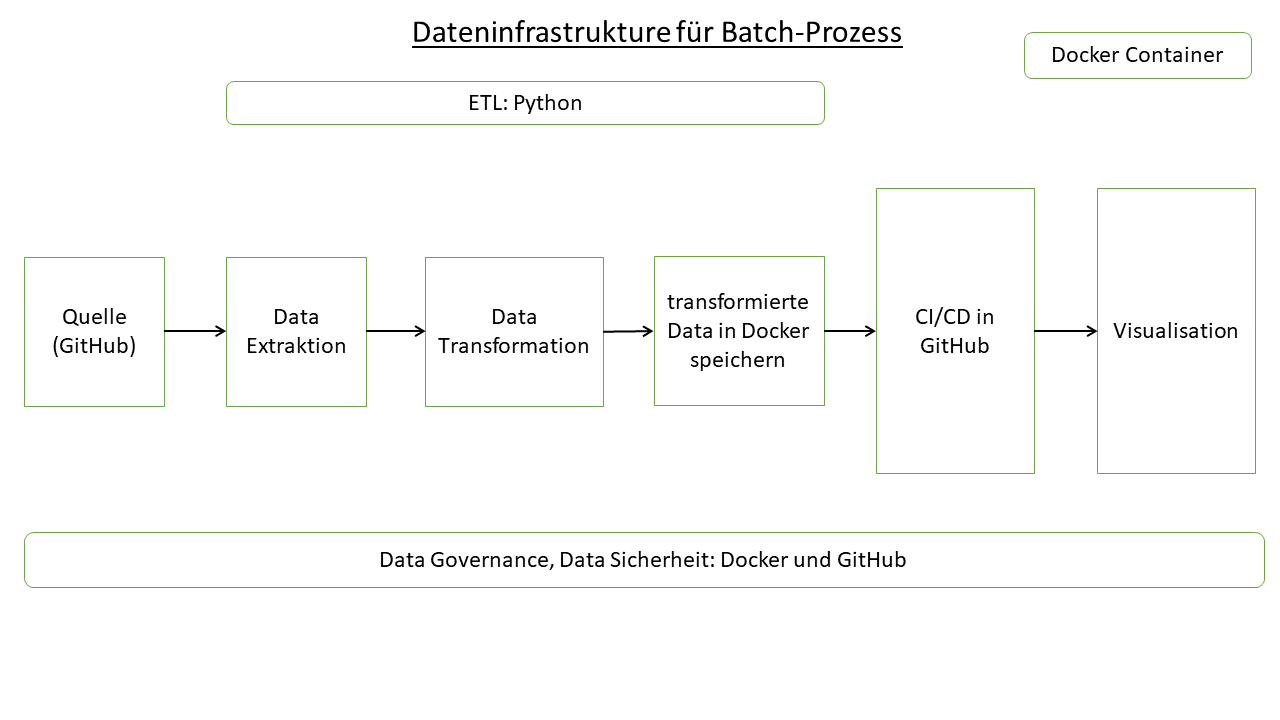 Dateninfrastrukture für Batch-Prozess
Docker Container
ETL: Python
Quelle
(GitHub)
Data
Extraktion
Data
Transformation
transformierte
Data in Docker
speichern
CI/CD in
GitHub
Visualisation
Data Governance, Data Sicherheit: Docker und GitHub